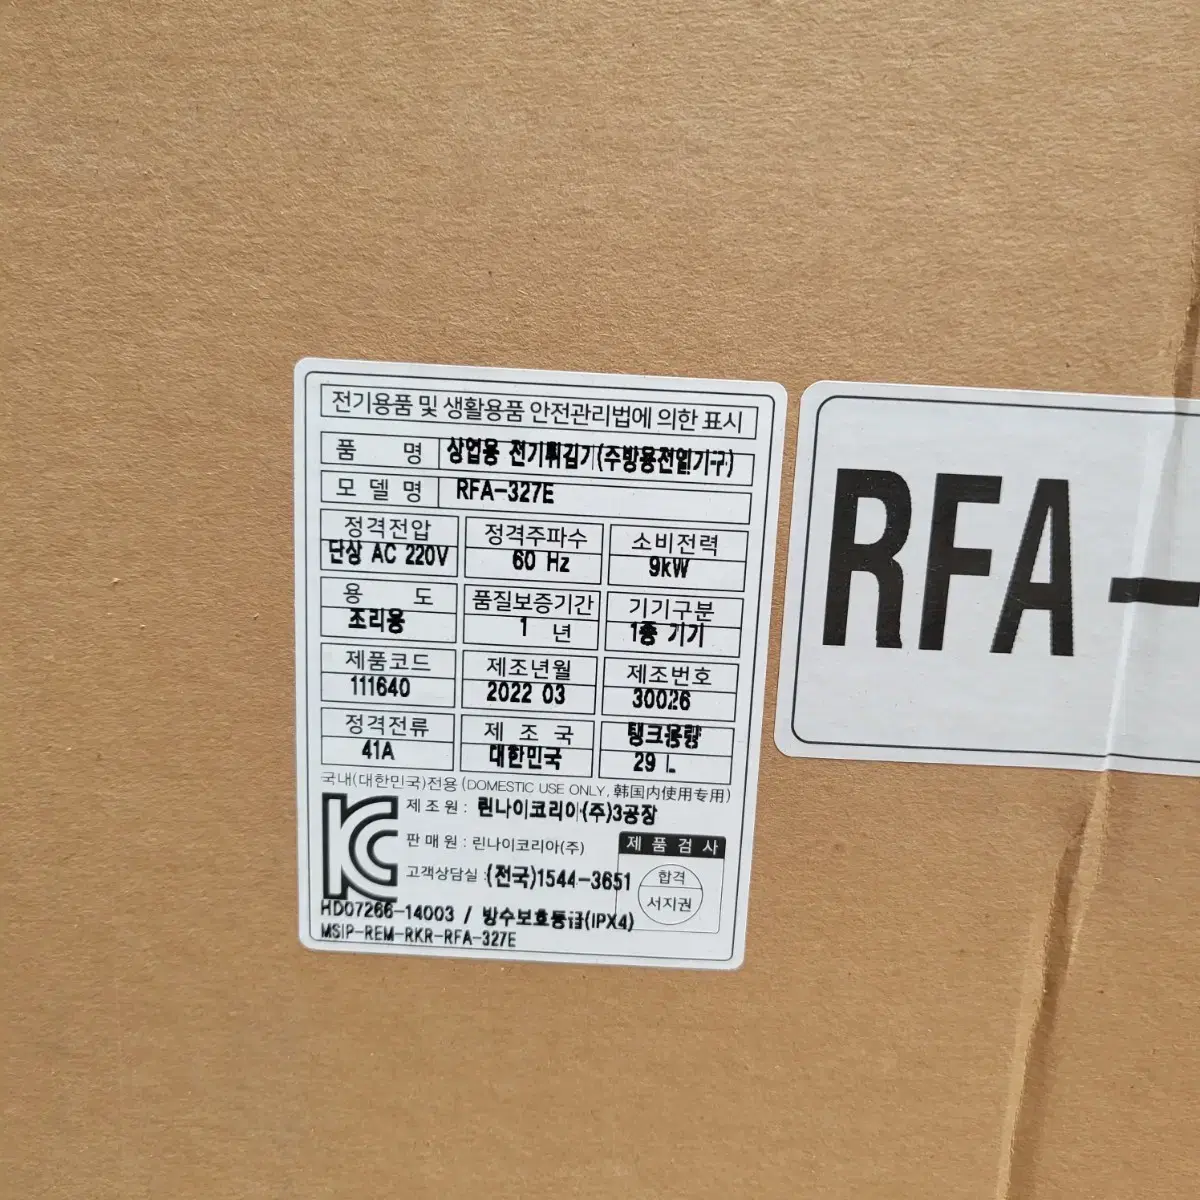 전기용품 및 생활용품 안전관리법에 의한 표시
품 명 상업용 전기튀김기(주방용전열기구)
모델명 RFA-327E
정격전압 정격주파수 소비전력
단상 AC 220V 60 Hz 9kW
용 도 품질보증기간 기기구분
조리용 1 년 1종 기기
제품코드 제조년월 제조번호
111640 2022 03 30026
정격전류 제 조 국 탱크용량
41A 대한민국 29 L
국내(대한민국)전용 (DOMESTIC USE ONLY, 韩国内使用专用)
제조원 : 린나이코리아(주)3공장
판매원 : 린나이코리아(주)
고객상담실 : (전국)1544-3651
제품검사
합격
서지권
HD07266-14003 / 방수보호등급(IPX4)
MSIP-REM-RKR-RFA-327E
RFA-